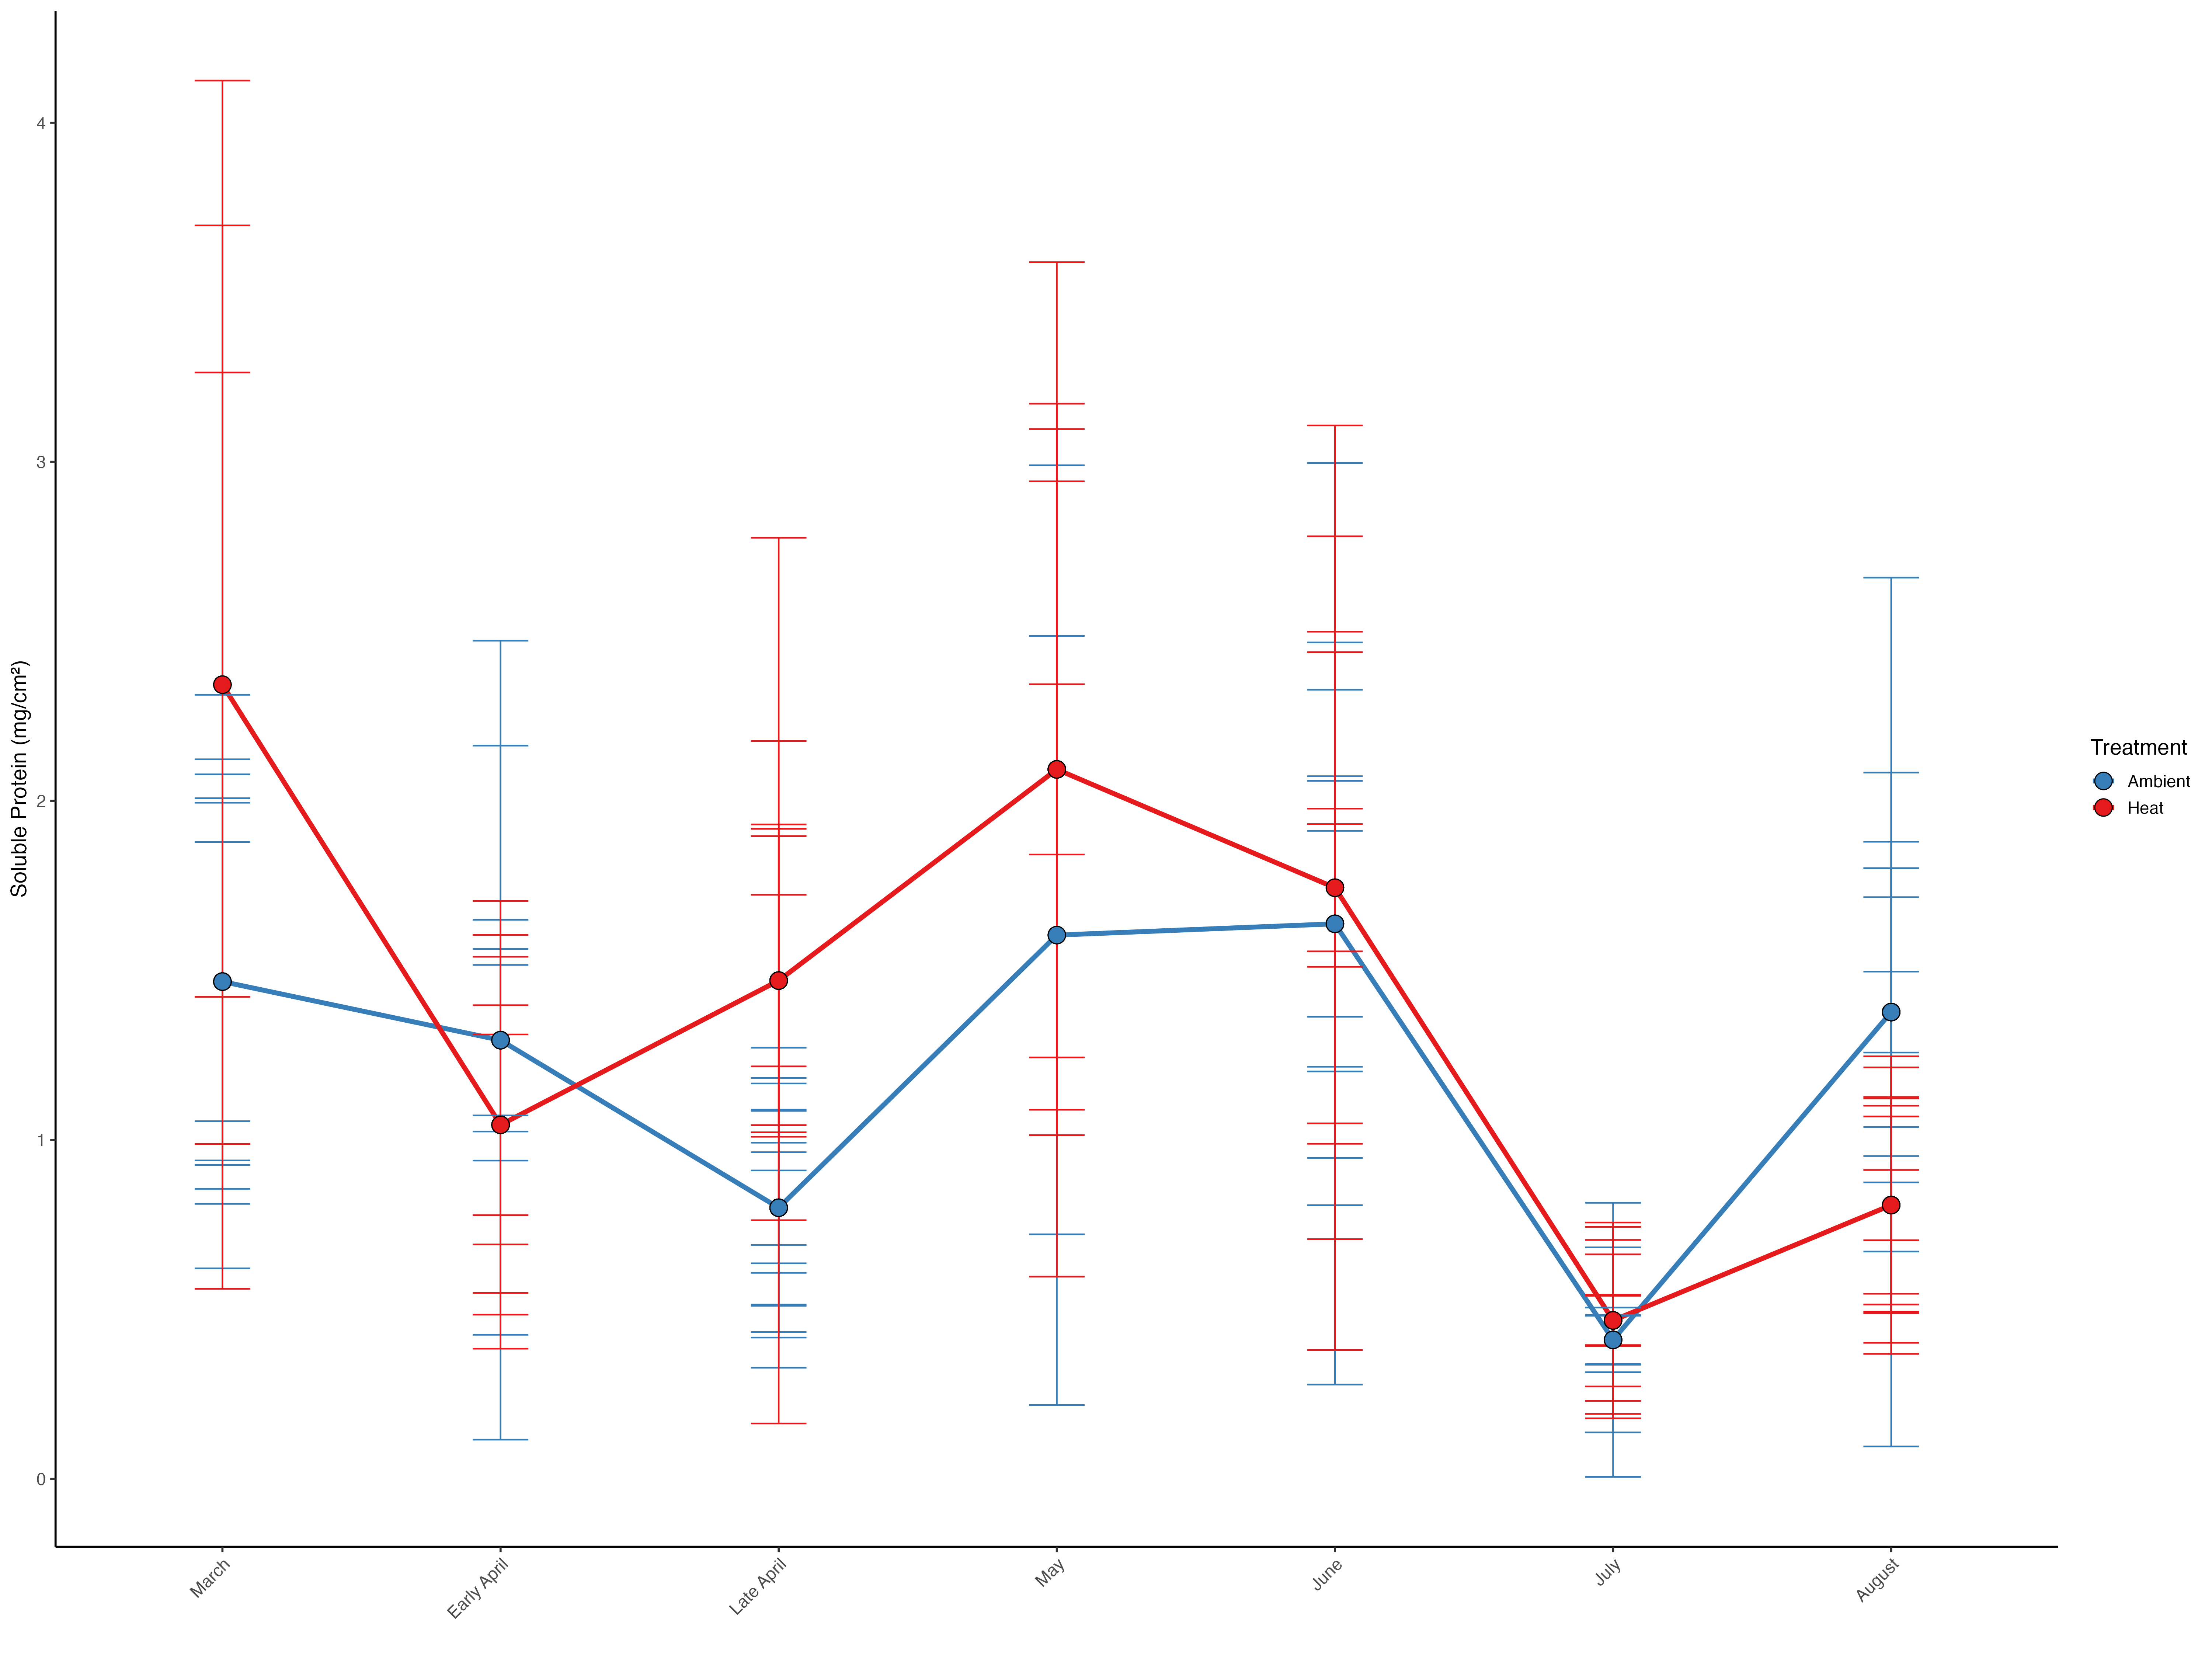 Soluble Protein (mg/cm²)
4
3
2
1
0
March
Early April
Late April
May
June
July
August
Treatment
Ambient
Heat